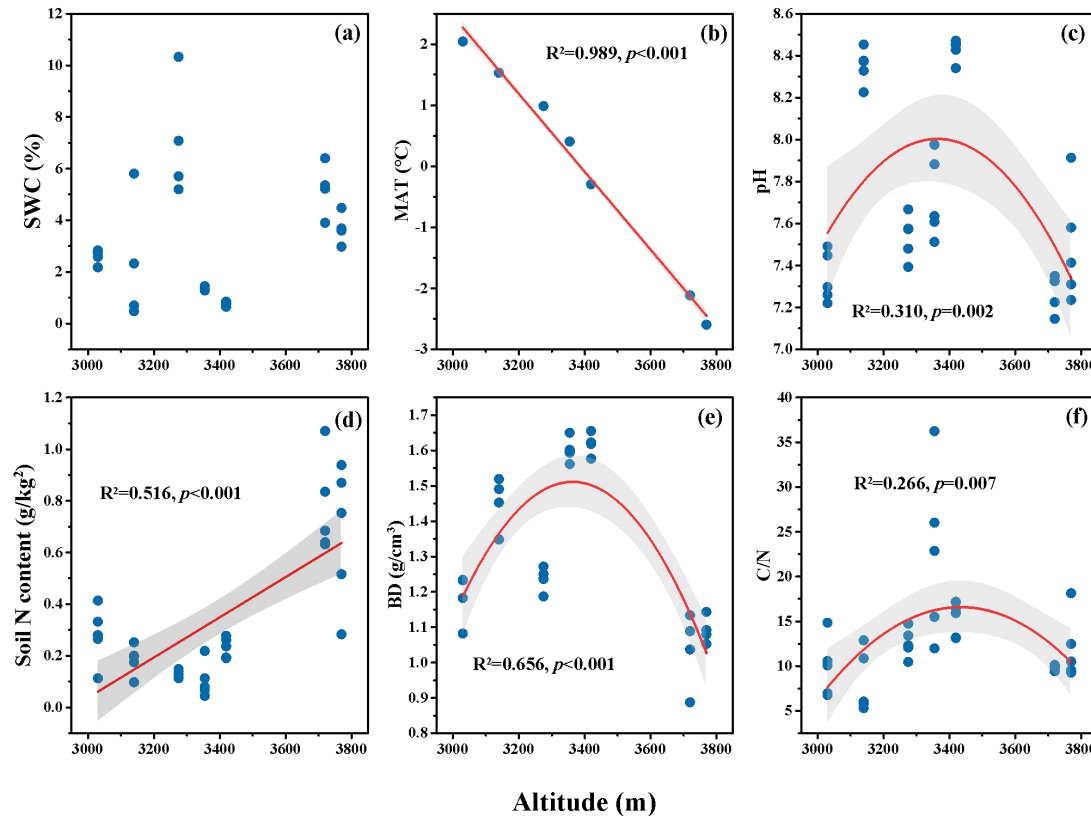 (a)
SWC (%)
12
10
8
6
4
2
0
3000 3200 3400 3600 3800
(b)
R²=0.989, p<0.001
MAT (°C)
2
1
0
-1
-2
-3
3000 3200 3400 3600 3800
(c)
pH
8.6
8.4
8.2
8.0
7.8
7.6
7.4
7.2
7.0
R²=0.310, p=0.002
3000 3200 3400 3600 3800
(d)
Soil N content (g/kg²)
1.2
1.0
0.8
0.6
0.4
0.2
0.0
R²=0.516, p<0.001
3000 3200 3400 3600 3800
(e)
BD (g/cm³)
1.7
1.6
1.5
1.4
1.3
1.2
1.1
1.0
0.9
0.8
R²=0.656, p<0.001
3000 3200 3400 3600 3800
(f)
C/N
40
35
30
25
20
15
10
5
R²=0.266, p=0.007
3000 3200 3400 3600 3800
Altitude (m)